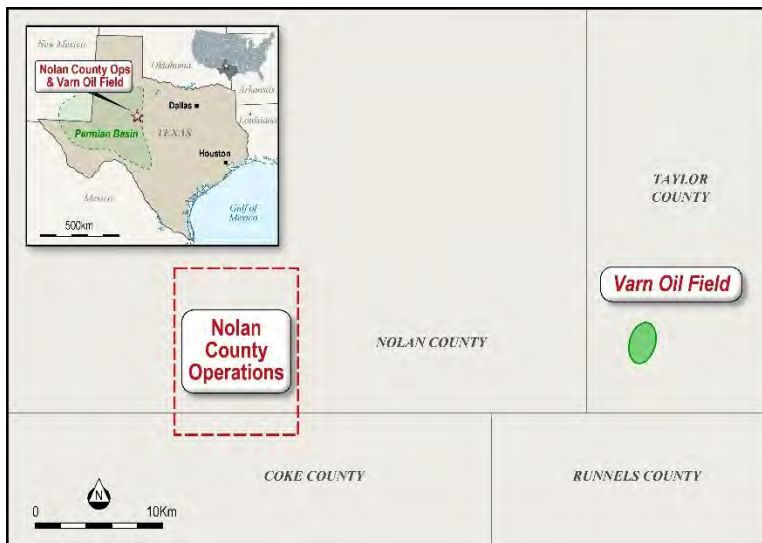 New Mexico
Oklahoma
Arkansas
Louisiana
Nolan County Ops
& Varn Oil Field
Dallas
Permian Basin
TEXAS
Houston
Mexico
Gulf of
Mexico
500km
TAYLOR
COUNTY
Varn Oil Field
Nolan
County
Operations
NOLAN COUNTY
COKE COUNTY
RUNNELS COUNTY
N
0
10Km